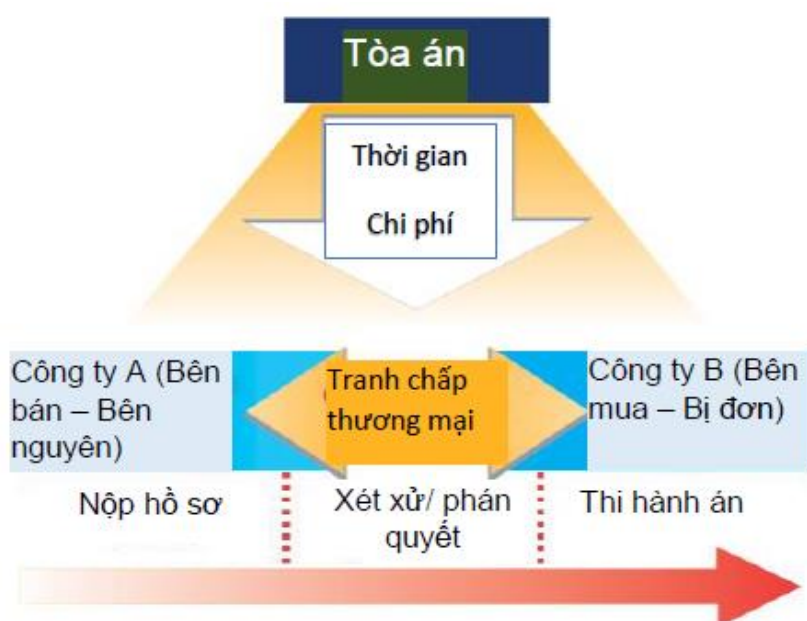 Tòa án
Thời gian
Chi phí
Công ty A (Bên
bán – Bên
nguyên)
Tranh chấp
thương mại
Công ty B (Bên
mua – Bị đơn)
Nộp hồ sơ
Xét xử/ phán
quyết
Thi hành án